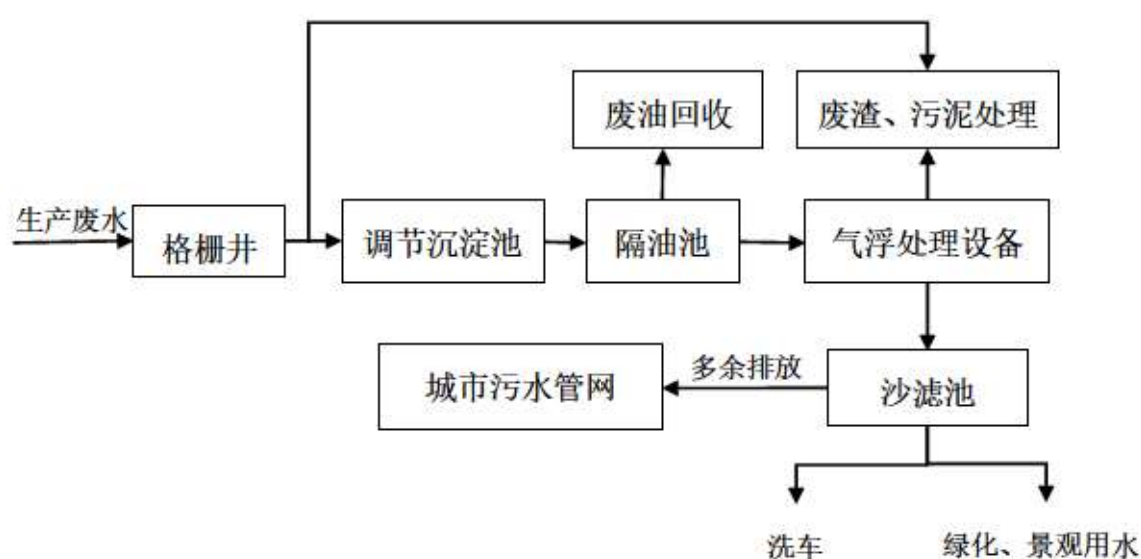 废油回收
废渣、污泥处理
生产废水
格栅井
调节沉淀池
隔油池
气浮处理设备
城市污水管网
多余排放
沙滤池
洗车
绿化、景观用水